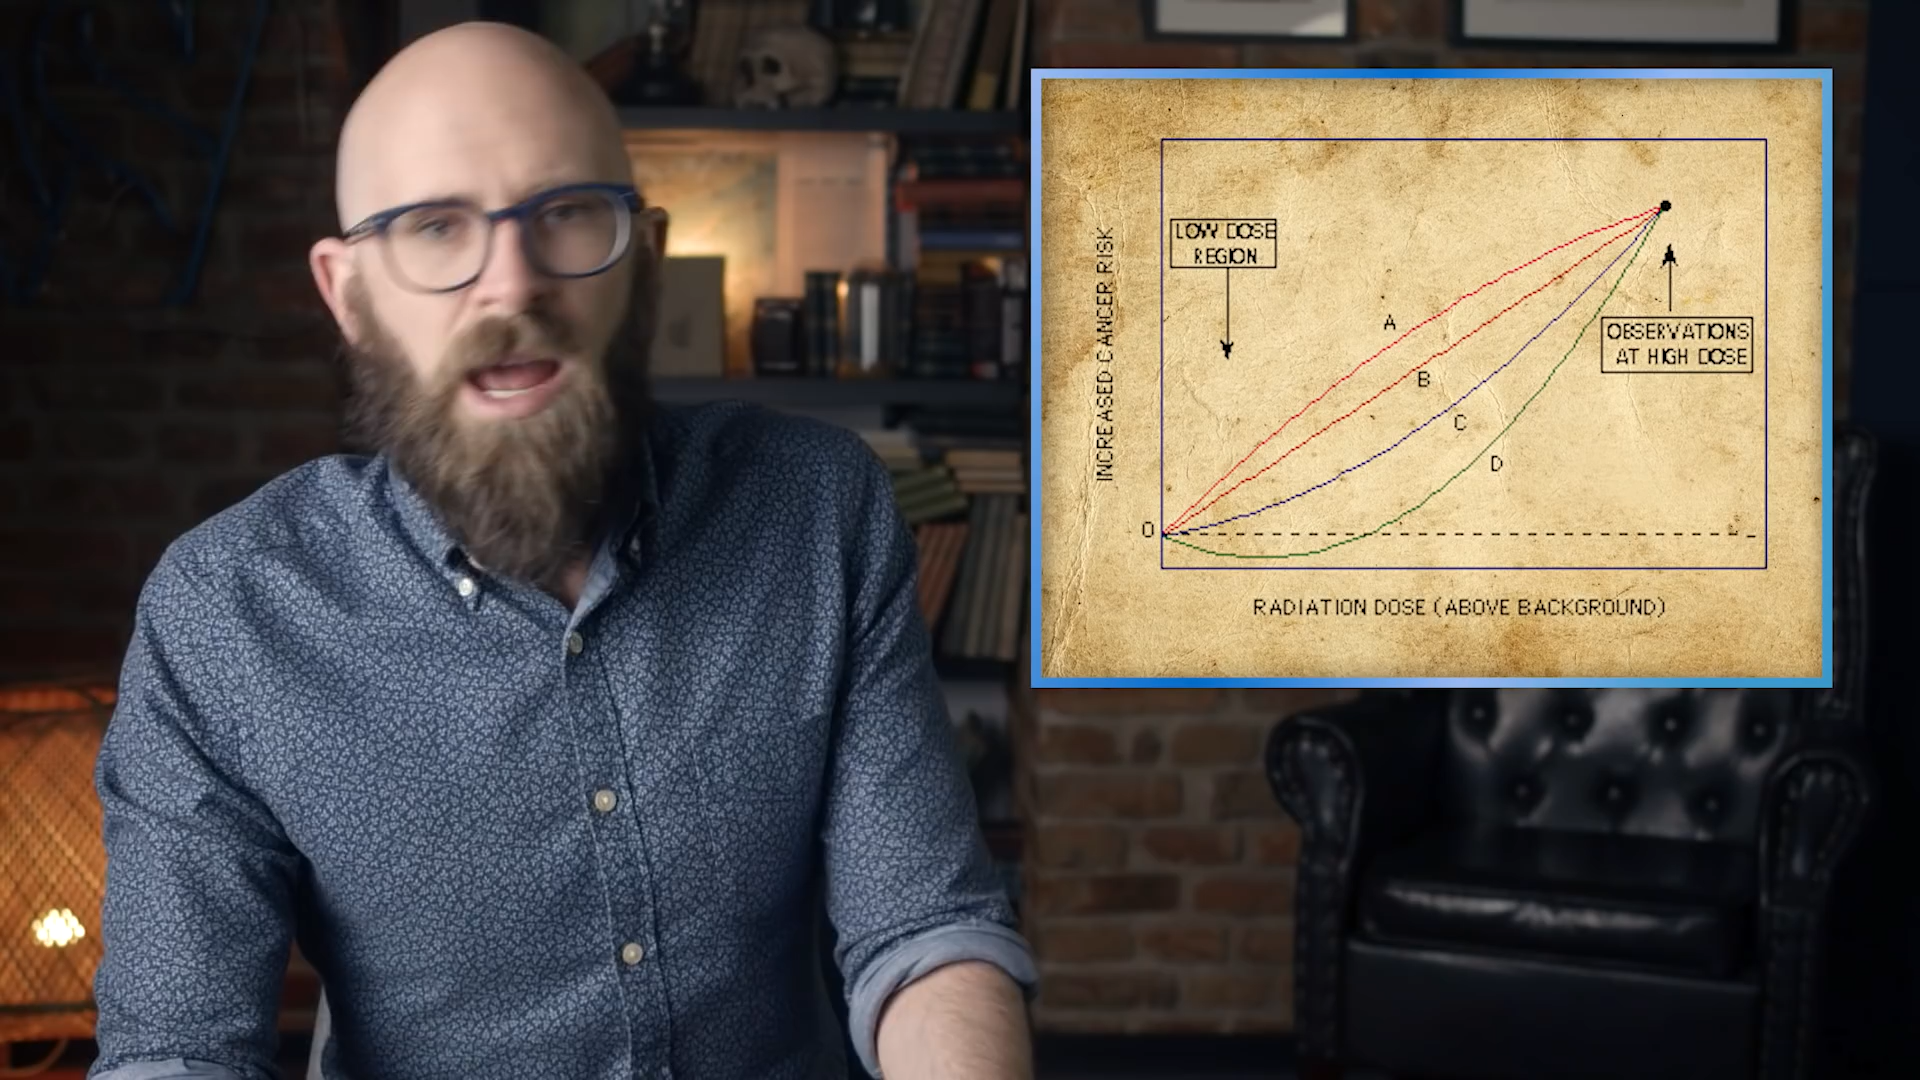 LOW DOSE
REGION
INCREASED CANCER RISK
A
B
C
D
OBSERVATIONS
AT HIGH DOSE
0
RADIATION DOSE (ABOVE BACKGROUND)